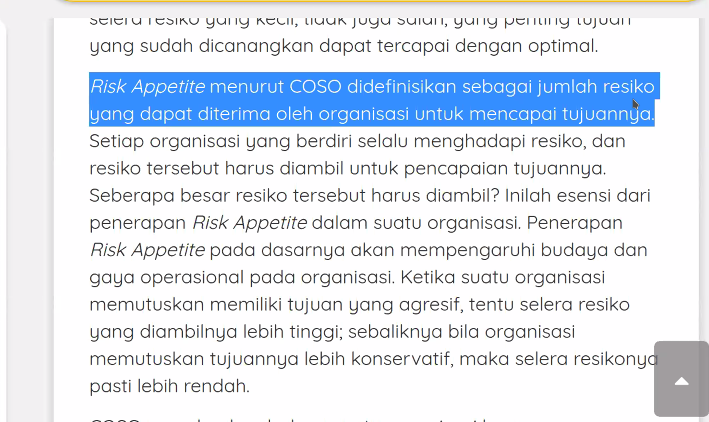 selera resiko yang kecil, tidak juga salah, yang penting tujuan
yang sudah dicanangkan dapat tercapai dengan optimal.
Risk Appetite menurut COSO didefinisikan sebagai jumlah resiko
yang dapat diterima oleh organisasi untuk mencapai tujuannya.
Setiap organisasi yang berdiri selalu menghadapi resiko, dan
resiko tersebut harus diambil untuk pencapaian tujuannya.
Seberapa besar resiko tersebut harus diambil? Inilah esensi dari
penerapan Risk Appetite dalam suatu organisasi. Penerapan
Risk Appetite pada dasarnya akan mempengaruhi budaya dan
gaya operasional pada organisasi. Ketika suatu organisasi
memutuskan memiliki tujuan yang agresif, tentu selera resiko
yang diambilnya lebih tinggi; sebaliknya bila organisasi
memutuskan tujuannya lebih konservatif, maka selera resikonya
pasti lebih rendah.